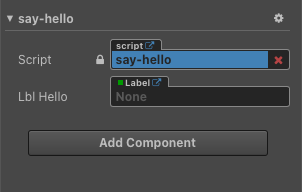 say-hello
script
Script say-hello
Label
Lbl Hello None
Add Component